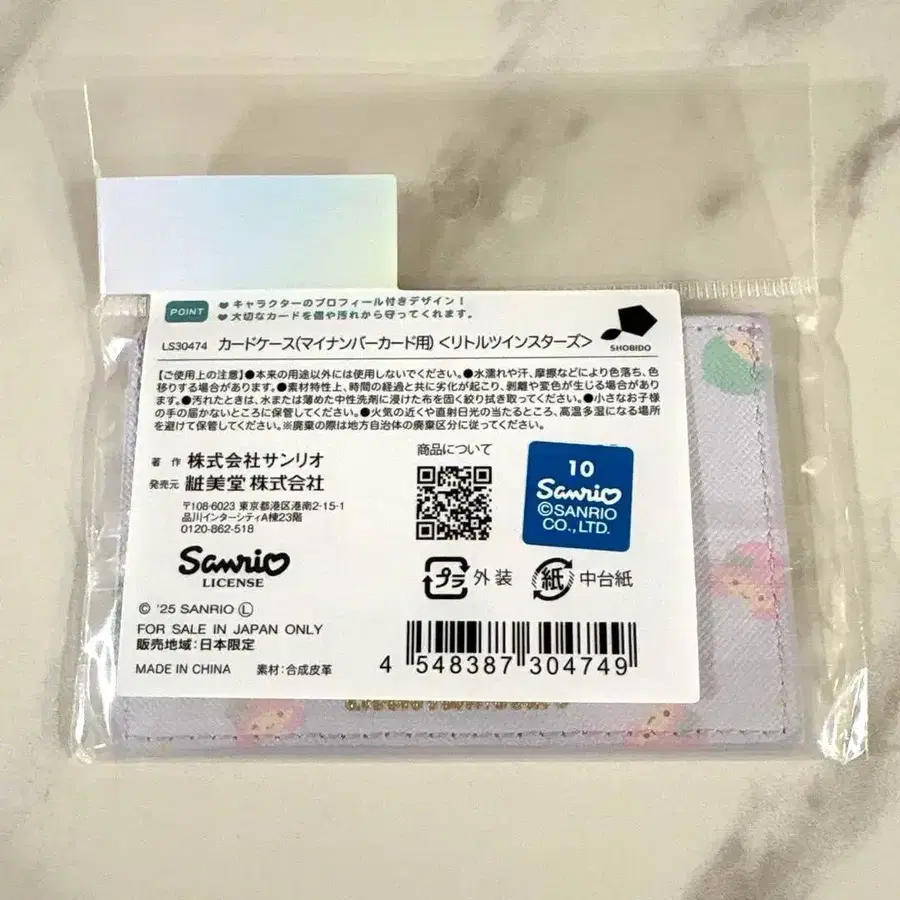 POINT
♥キャラクターのプロフィール付きデザイン！
♥大切なカードを傷や汚れから守ってくれます。
LS30474 カードケース(マイナンバーカード用)<リトルツインスターズ>
SHOBIDO
【ご使用上の注意】●本来の用途以外には使用しないでください。●水濡れや汗、摩擦などにより色落ち、色
移りする場合があります。●素材特性上、時間の経過と共に劣化が起こり、剥離や変色が生じる場合があり
ます。●汚れたときは、水または薄めた中性洗剤に浸けた布を固く絞り拭き取ってください。●小さなお子様
の手の届かないところに保管してください。●火気の近くや直射日光の当たるところ、高温多湿になる場所
を避けて保管してください。※廃棄の際は地方自治体の廃棄区分に従ってください。
著 作 株式会社サンリオ
発売元 粧美堂株式会社
〒108-6023 東京都港区港南2-15-1
品川インターシティA棟23階
0120-862-518
商品について
10
Sanrio
©SANRIO
CO.,LTD.
Sanrio
LICENSE
プラ 外装
紙 中台紙
© '25 SANRIO Ⓛ
FOR SALE IN JAPAN ONLY
販売地域:日本限定
MADE IN CHINA 素材:合成皮革
4 548387 304749